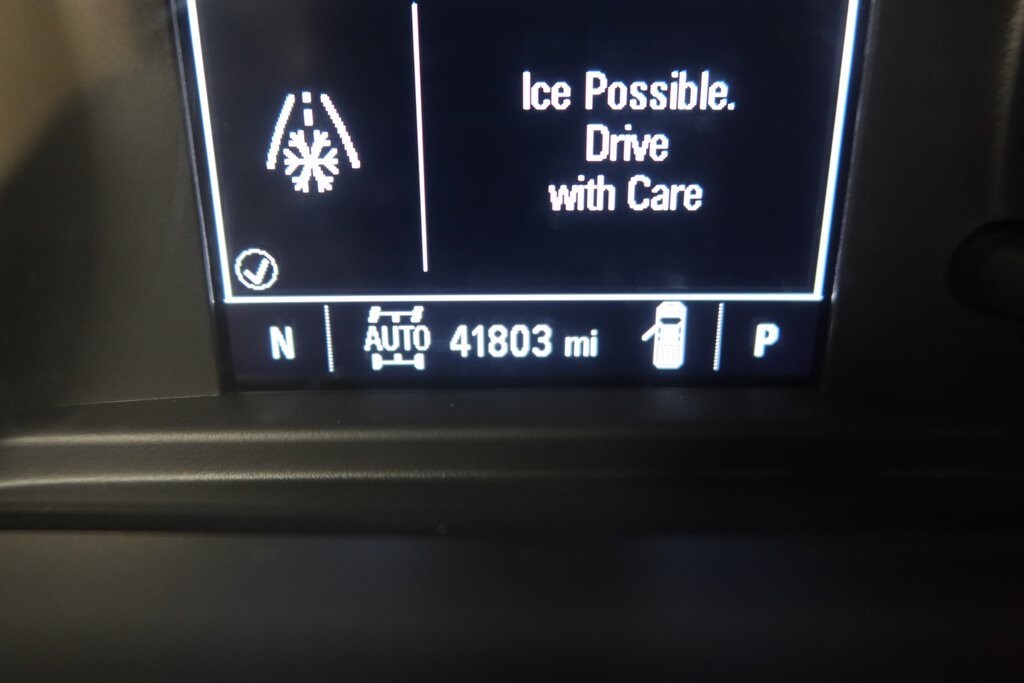 Ice Possible.
Drive
with Care
N AUTO 41803 mi P